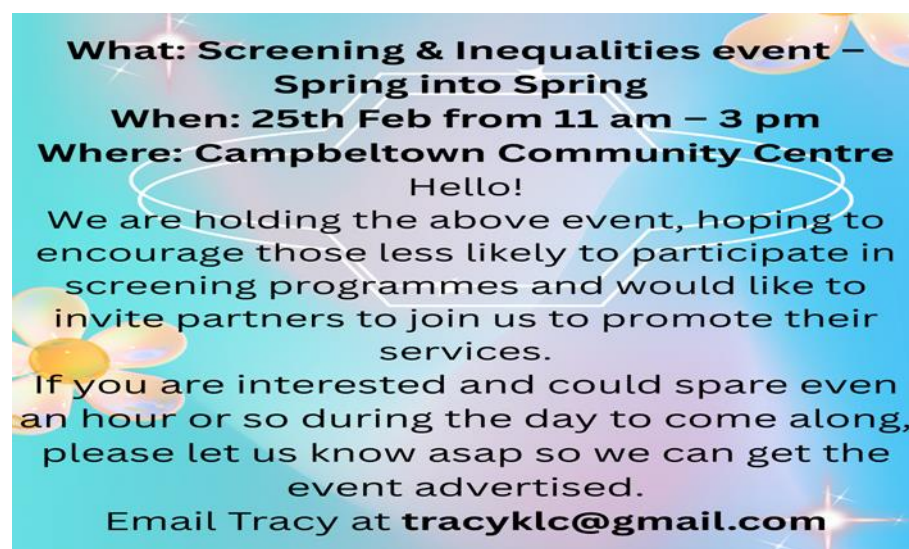 What: Screening & Inequalities event –
Spring into Spring
When: 25th Feb from 11 am – 3 pm
Where: Campbeltown Community Centre
Hello!
We are holding the above event, hoping to
encourage those less likely to participate in
screening programmes and would like to
invite partners to join us to promote their
services.
If you are interested and could spare even
an hour or so during the day to come along,
please let us know asap so we can get the
event advertised.
Email Tracy at tracyklc@gmail.com